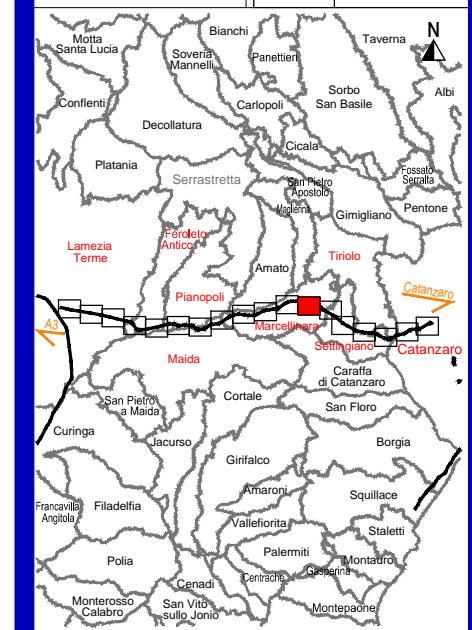 Motta
Santa Lucia
Bianchi
Soveria
Mannelli
Panettieri
Taverna
N
Conflenti
Carlopoli
Sorbo
San Basile
Albi
Decollatura
Cicala
Platania
Serrastretta
San Pietro
Apostolo
Fossato
Serralta
Maglierina
Gimigliano
Pentone
Lamezia
Terme
Feroleto
Antico
Tiriolo
Amato
Pianopoli
Catanzaro
A3
Marcellinara
Settingiano
Catanzaro
Maida
Caraffa
di Catanzaro
San Pietro
a Maida
Cortale
San Floro
Curinga
Jacurso
Borgia
Girifalco
Amaroni
Squillace
Francavilla
Angitola
Filadelfia
Vallefiorita
Staletti
Palermiti
Polia
Montauro
Gasperina
Cenadi
Centrache
Monterosso
Calabro
San Vito
sullo Jonio
Montepaone